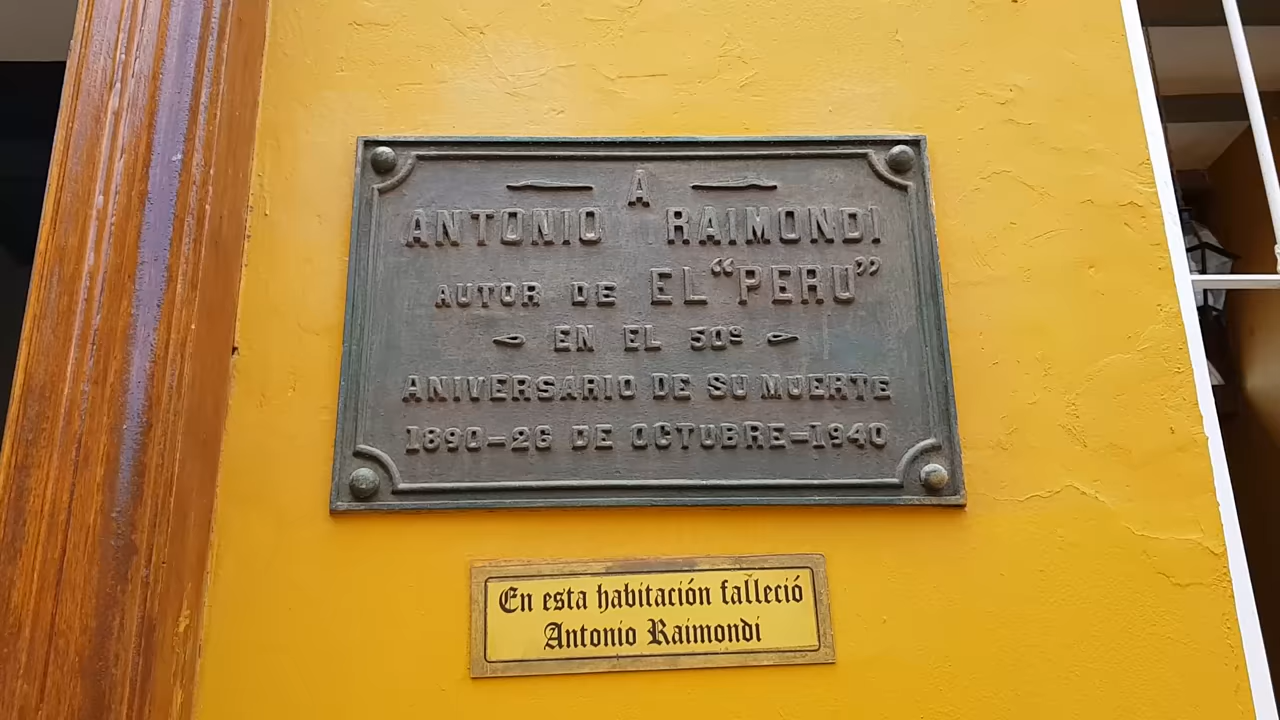 A
ANTONIO RAIMONDI
AUTOR DE EL "PERU"
EN EL 50º
ANIVERSARIO DE SU MUERTE
1890-26 DE OCTUBRE-1940
En esta habitación falleció
Antonio Raimondi